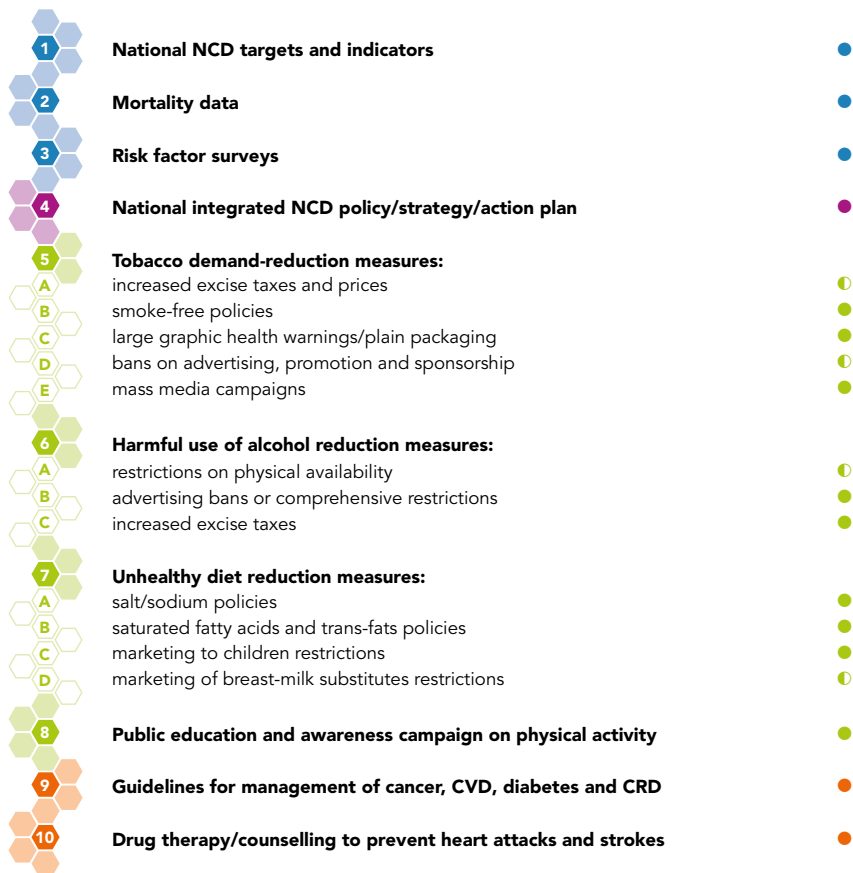 1 National NCD targets and indicators
2 Mortality data
3 Risk factor surveys
4 National integrated NCD policy/strategy/action plan
5 Tobacco demand-reduction measures:
A increased excise taxes and prices
B smoke-free policies
C large graphic health warnings/plain packaging
D bans on advertising, promotion and sponsorship
E mass media campaigns
6 Harmful use of alcohol reduction measures:
A restrictions on physical availability
B advertising bans or comprehensive restrictions
C increased excise taxes
7 Unhealthy diet reduction measures:
A salt/sodium policies
B saturated fatty acids and trans-fats policies
C marketing to children restrictions
D marketing of breast-milk substitutes restrictions
8 Public education and awareness campaign on physical activity
9 Guidelines for management of cancer, CVD, diabetes and CRD
10 Drug therapy/counselling to prevent heart attacks and strokes